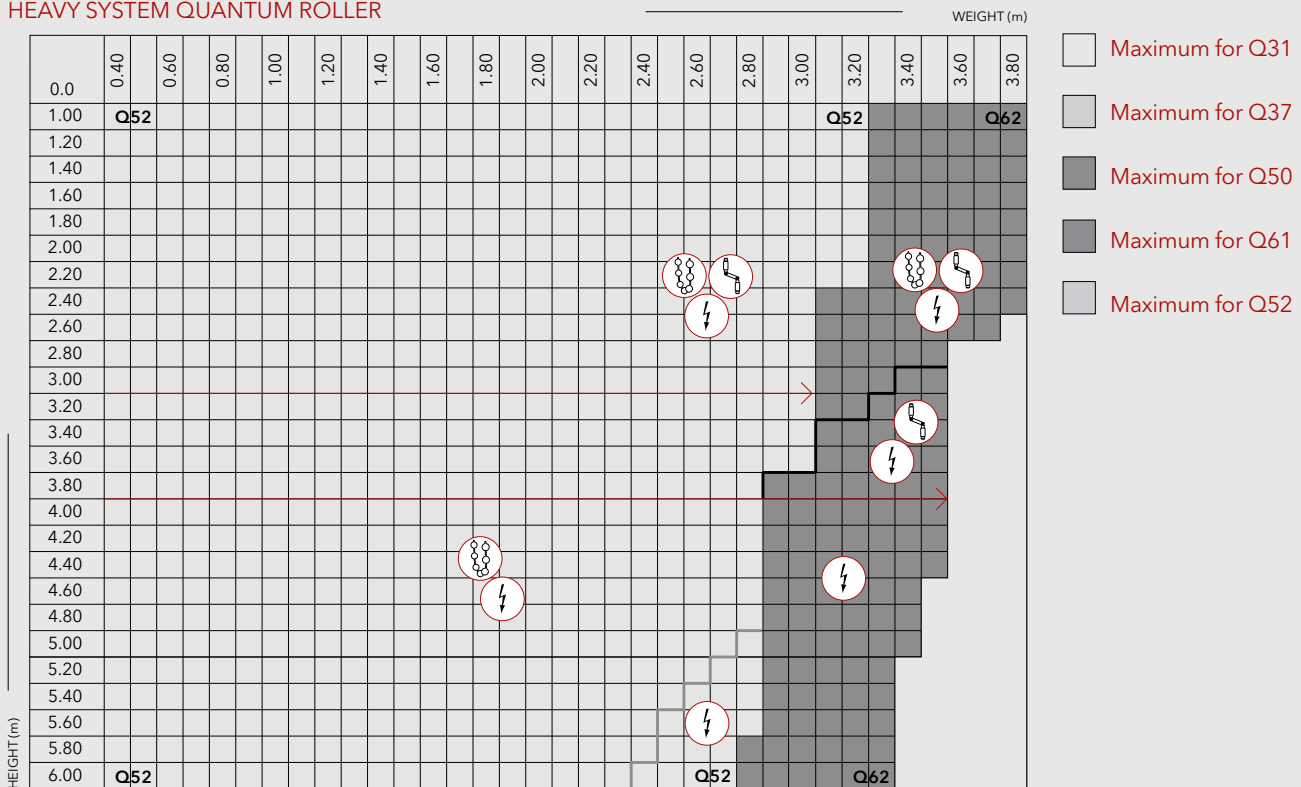 HEAVY SYSTEM QUANTUM ROLLER
WEIGHT (m)
0.0 0.40 0.60 0.80 1.00 1.20 1.40 1.60 1.80 2.00 2.20 2.40 2.60 2.80 3.00 3.20 3.40 3.60 3.80
1.00 Q52 Q52 Q62
1.20
1.40
1.60
1.80
2.00
2.20
2.40
2.60
2.80
3.00
3.20
3.40
3.60
3.80
4.00
4.20
4.40
4.60
4.80
5.00
5.20
5.40
5.60
5.80
6.00 Q52 Q52 Q62
HEIGHT (m)
Maximum for Q31
Maximum for Q37
Maximum for Q50
Maximum for Q61
Maximum for Q52